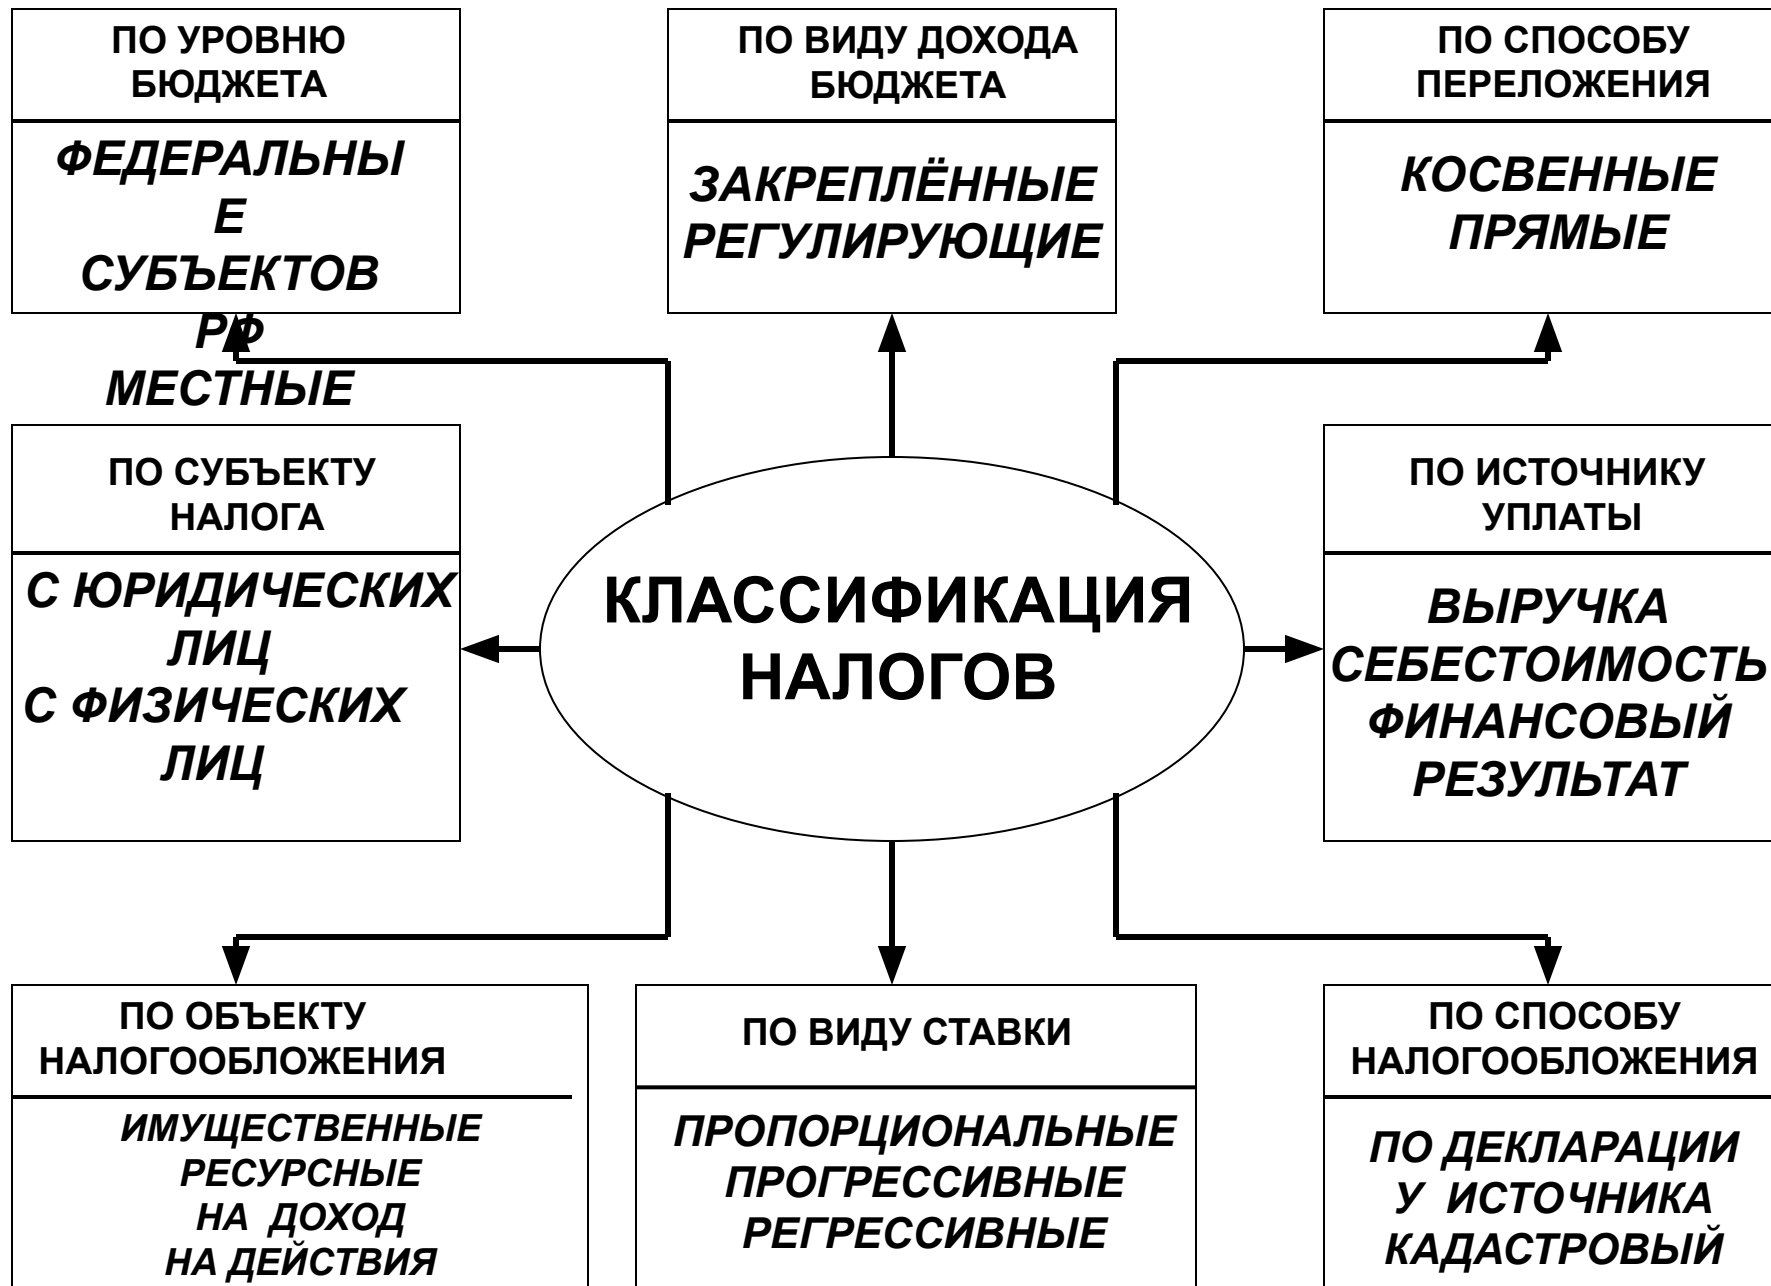 ПО УРОВНЮ
БЮДЖЕТА
ФЕДЕРАЛЬНЫ
Е
СУБЪЕКТОВ
РФ
МЕСТНЫЕ
ПО ВИДУ ДОХОДА
БЮДЖЕТА
ЗАКРЕПЛЁННЫЕ
РЕГУЛИРУЮЩИЕ
ПО СПОСОБУ
ПЕРЕЛОЖЕНИЯ
КОСВЕННЫЕ
ПРЯМЫЕ
ПО СУБЪЕКТУ
НАЛОГА
С ЮРИДИЧЕСКИХ
ЛИЦ
С ФИЗИЧЕСКИХ
ЛИЦ
КЛАССИФИКАЦИЯ
НАЛОГОВ
ПО ИСТОЧНИКУ
УПЛАТЫ
ВЫРУЧКА
СЕБЕСТОИМОСТЬ
ФИНАНСОВЫЙ
РЕЗУЛЬТАТ
ПО ОБЪЕКТУ
НАЛОГООБЛОЖЕНИЯ
ИМУЩЕСТВЕННЫЕ
РЕСУРСНЫЕ
НА ДОХОД
НА ДЕЙСТВИЯ
ПО ВИДУ СТАВКИ
ПРОПОРЦИОНАЛЬНЫЕ
ПРОГРЕССИВНЫЕ
РЕГРЕССИВНЫЕ
ПО СПОСОБУ
НАЛОГООБЛОЖЕНИЯ
ПО ДЕКЛАРАЦИИ
У ИСТОЧНИКА
КАДАСТРОВЫЙ